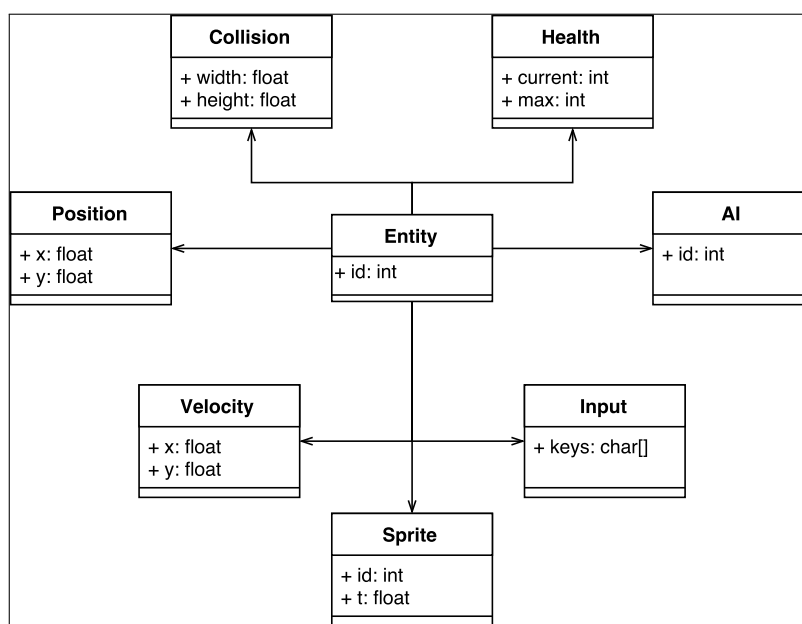 Collision
+ width: float
+ height: float
Health
+ current: int
+ max: int
Position
+ x: float
+ y: float
Entity
+ id: int
AI
+ id: int
Velocity
+ x: float
+ y: float
Input
+ keys: char[]
Sprite
+ id: int
+ t: float